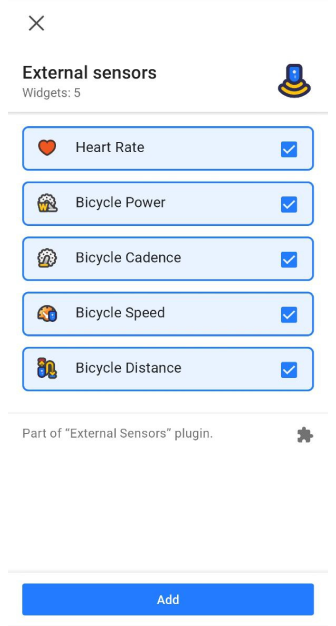 External sensors
Widgets: 5
Heart Rate
W
Bicycle Power
Bicycle Cadence
Bicycle Speed
Bicycle Distance
Part of "External Sensors" plugin.
Add